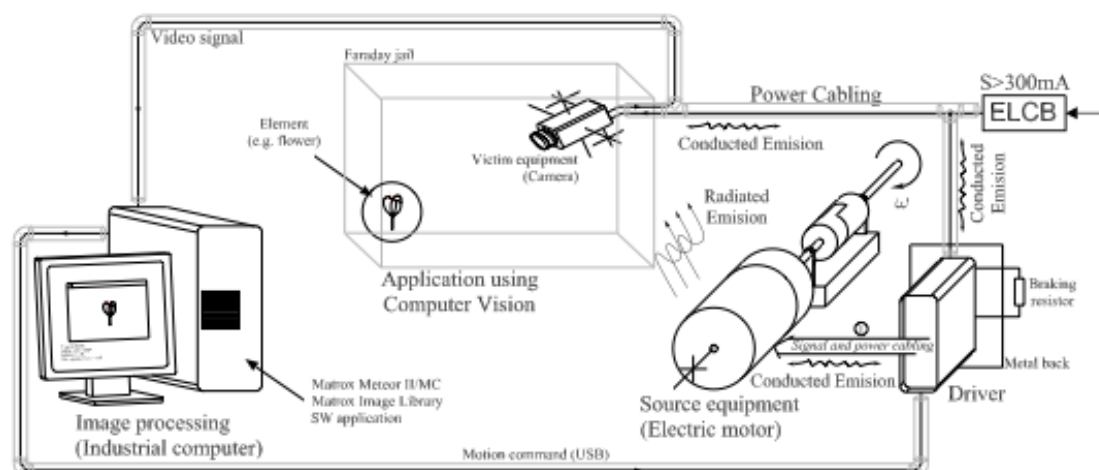 Video signal
Faraday jail
S>300mA
ELCB
Power Cabling
Element
(e.g. flower)
Victim equipment
(Camera)
Conducted Emision
Conducted
Emision
Radiated
Emision
ω
Application using
Computer Vision
Braking
resistor
Signal and power cabling
Metal back
Conducted Emision
Driver
Matrox Meteor II/MC
Matrox Image Library
SW application
Source equipment
(Electric motor)
Image processing
(Industrial computer)
Motion command (USB)